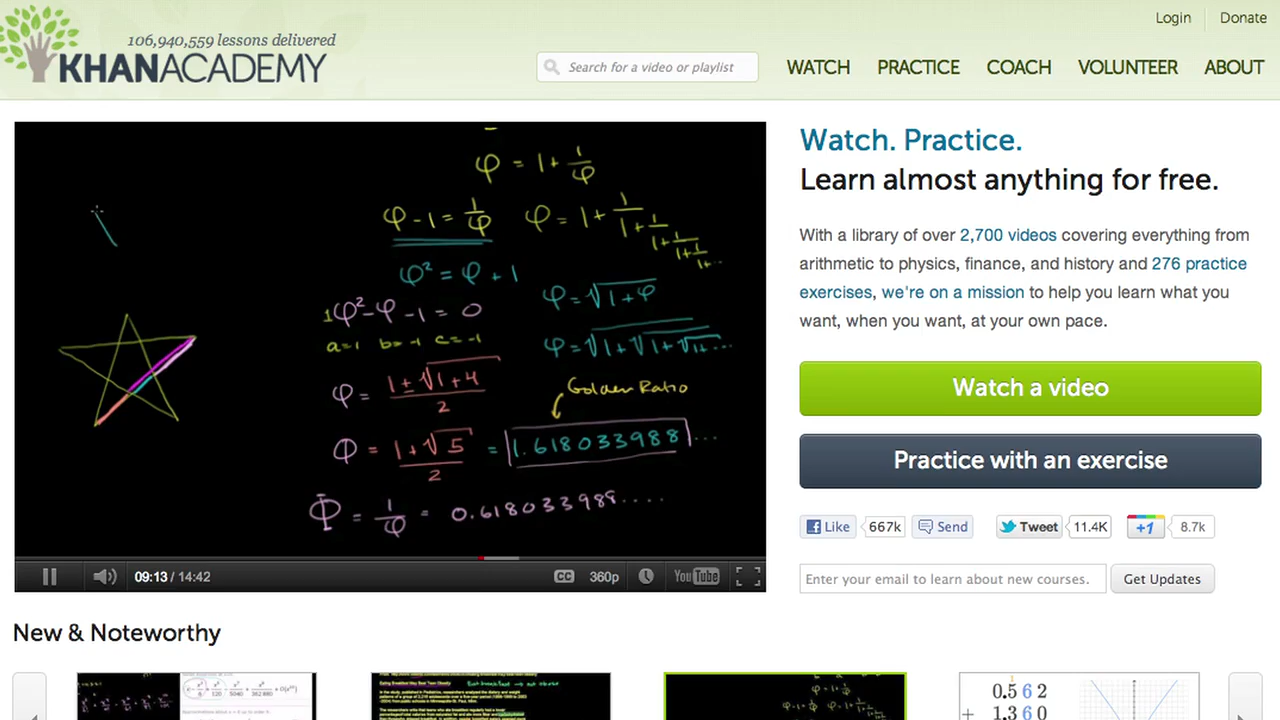 Login
Donate
106,940,559 lessons delivered
KHANACADEMY
Search for a video or playlist
WATCH
PRACTICE
COACH
VOLUNTEER
ABOUT
φ = 1 + 1/φ
φ - 1 = 1/φ
φ = 1 + 1/1 + 1/1 + 1/1 + 1/1 + ...
φ² = φ + 1
φ = √1 + φ
1φ² - φ - 1 = 0
a=1 b=-1 c=-1
φ = √1 + √1 + √1+...
φ = 1 + √1 + 4 / 2
Golden Ratio
φ = 1 + √5 / 2 = 1.618033988...
Φ = 1/φ = 0.618033988....
09:13 / 14:42
CC
360p
YouTube
Watch. Practice.
Learn almost anything for free.
With a library of over 2,700 videos covering everything from
arithmetic to physics, finance, and history and 276 practice
exercises, we're on a mission to help you learn what you
want, when you want, at your own pace.
Watch a video
Practice with an exercise
Like
667k
Send
Tweet
11.4K
+1
8.7k
Enter your email to learn about new courses.
Get Updates
New & Noteworthy
0.562
+ 1.360